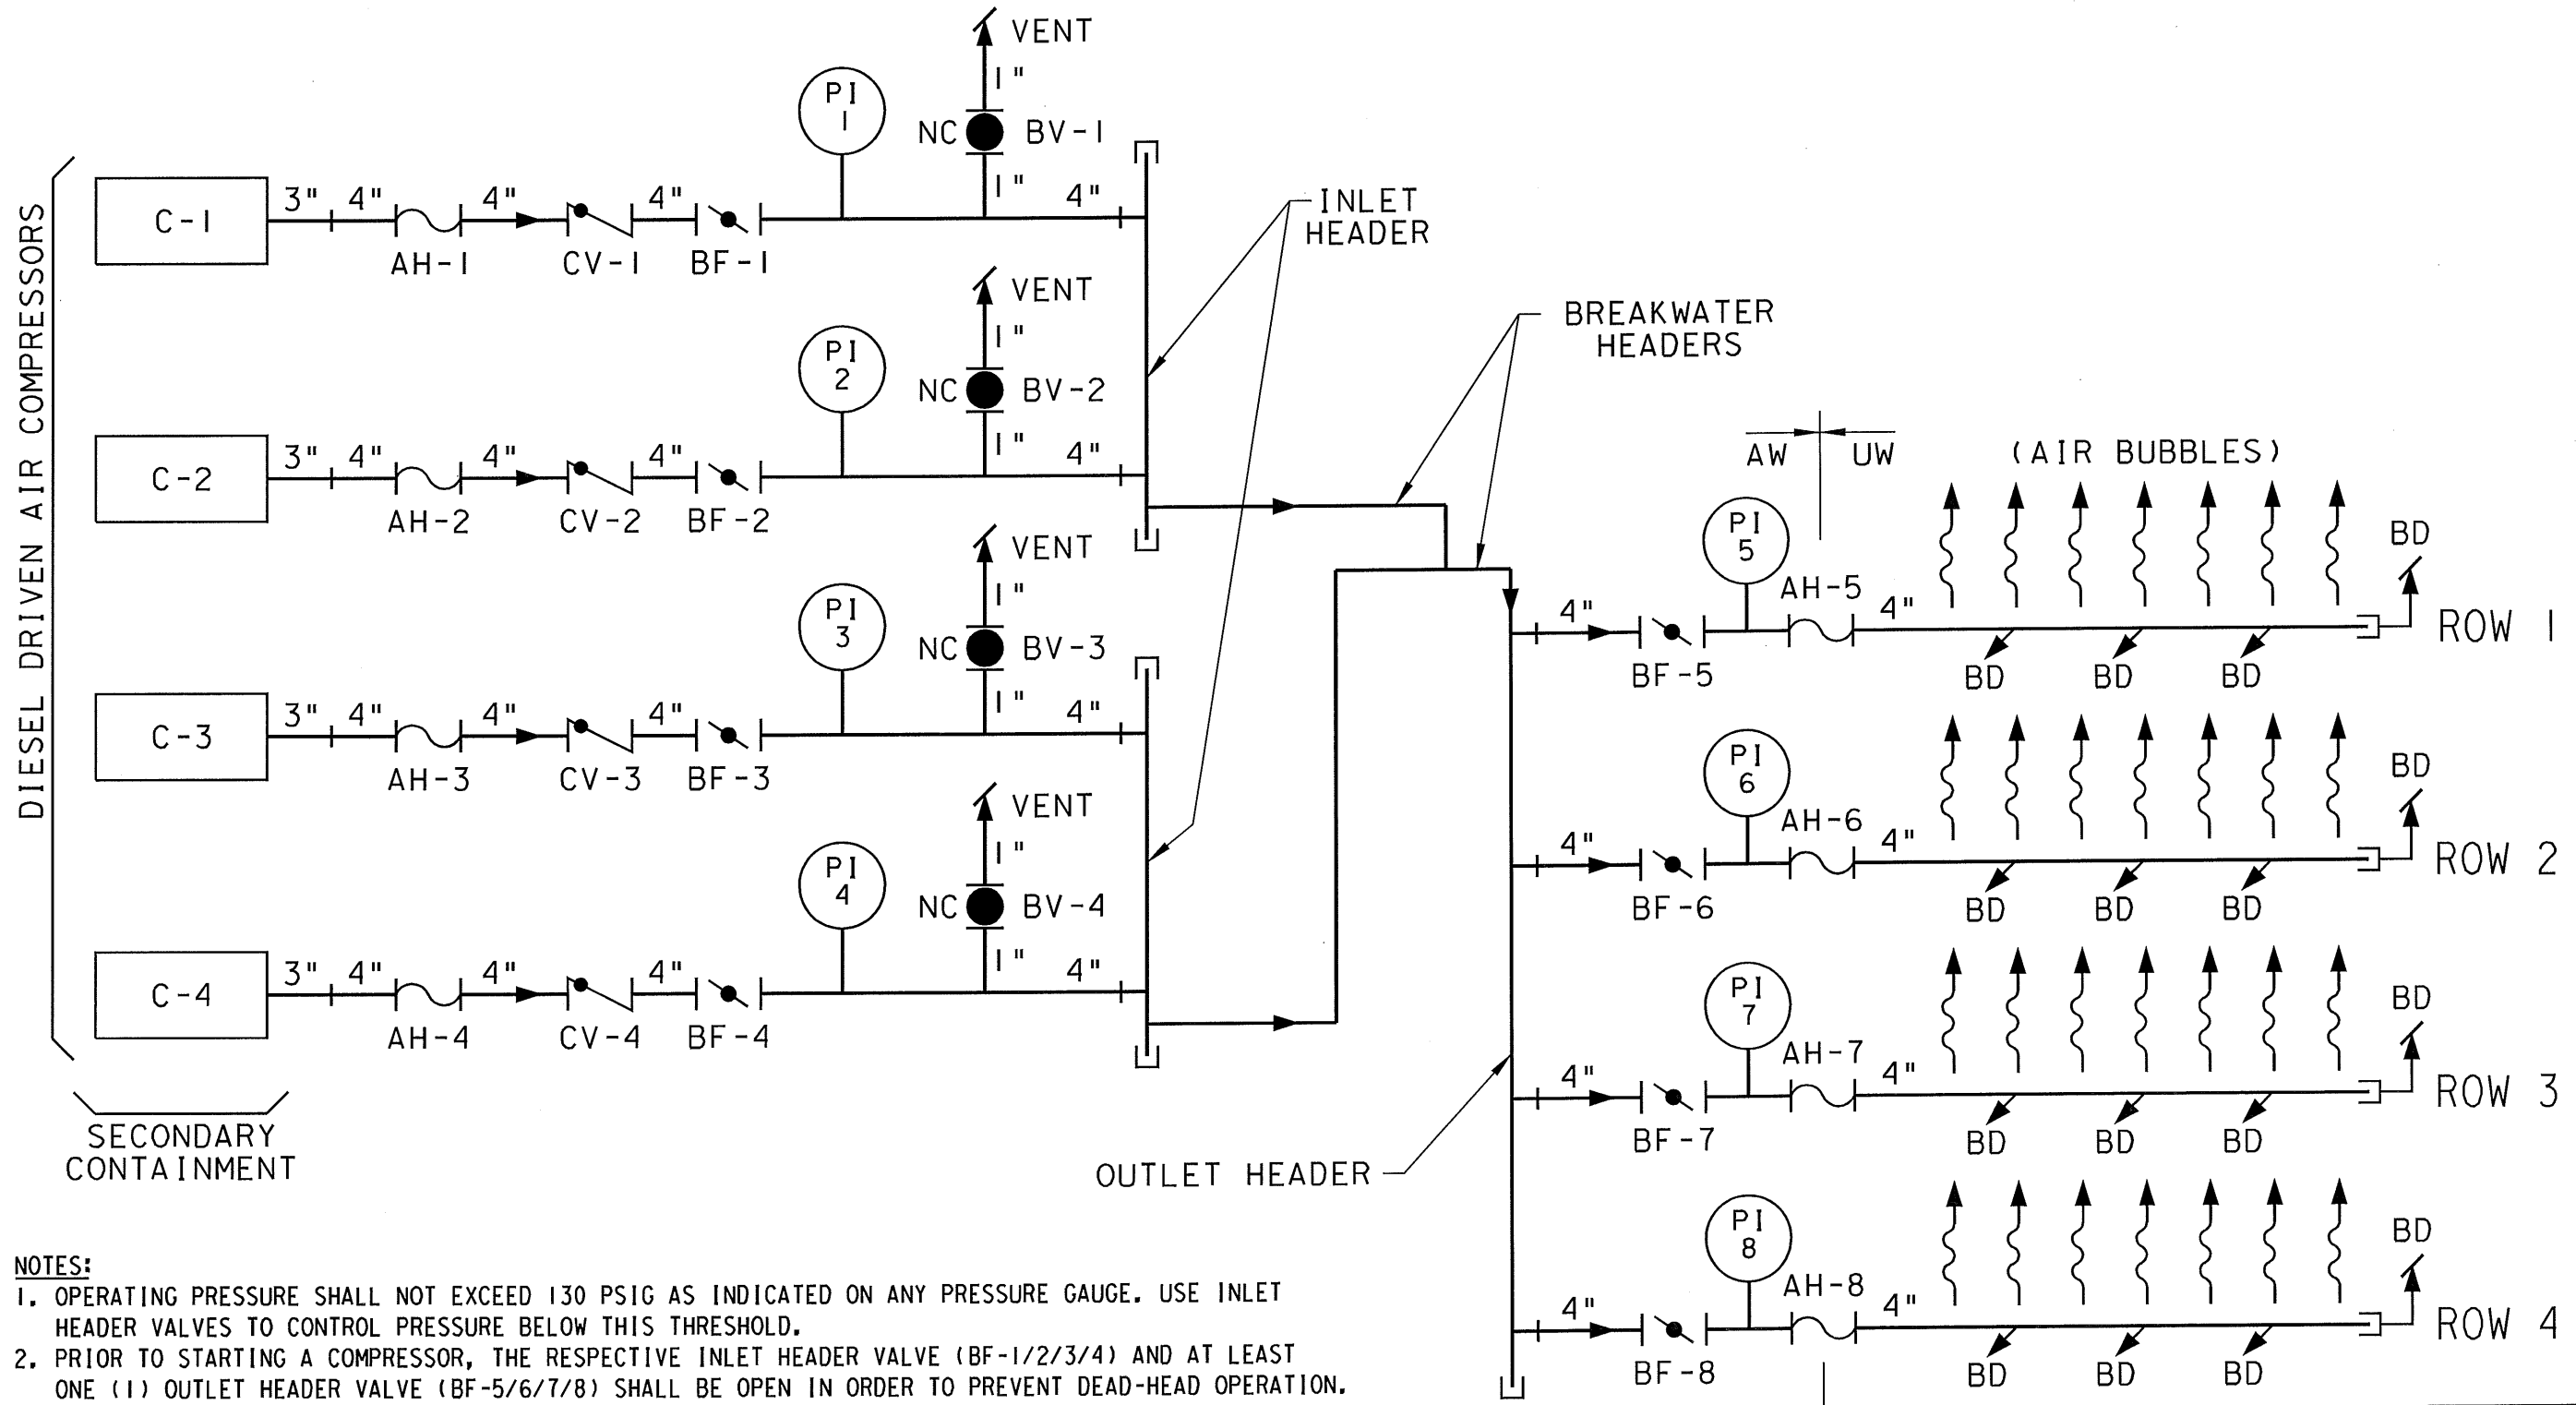 DIESEL DRIVEN AIR COMPRESSORS
VENT
1"
PI
1
NC
BV-1
1"
C-1
3"
4"
4"
4"
4"
AH-1
CV-1
BF-1
INLET
HEADER
VENT
1"
PI
2
NC
BV-2
1"
C-2
3"
4"
4"
4"
4"
AH-2
CV-2
BF-2
BREAKWATER
HEADERS
VENT
1"
PI
3
NC
BV-3
1"
C-3
3"
4"
4"
4"
4"
AH-3
CV-3
BF-3
VENT
1"
PI
4
NC
BV-4
1"
C-4
3"
4"
4"
4"
4"
AH-4
CV-4
BF-4
SECONDARY
CONTAINMENT
OUTLET HEADER
AW
UW
(AIR BUBBLES)
PI
5
4"
AH-5
4"
BD
ROW 1
BF-5
BD
BD
BD
PI
6
4"
AH-6
4"
BD
ROW 2
BF-6
BD
BD
BD
PI
7
4"
AH-7
4"
BD
ROW 3
BF-7
BD
BD
BD
PI
8
4"
AH-8
4"
BD
ROW 4
BF-8
BD
BD
BD
NOTES:
1. OPERATING PRESSURE SHALL NOT EXCEED 130 PSIG AS INDICATED ON ANY PRESSURE GAUGE. USE INLET
HEADER VALVES TO CONTROL PRESSURE BELOW THIS THRESHOLD.
2. PRIOR TO STARTING A COMPRESSOR, THE RESPECTIVE INLET HEADER VALVE (BF-1/2/3/4) AND AT LEAST
ONE (1) OUTLET HEADER VALVE (BF-5/6/7/8) SHALL BE OPEN IN ORDER TO PREVENT DEAD-HEAD OPERATION.